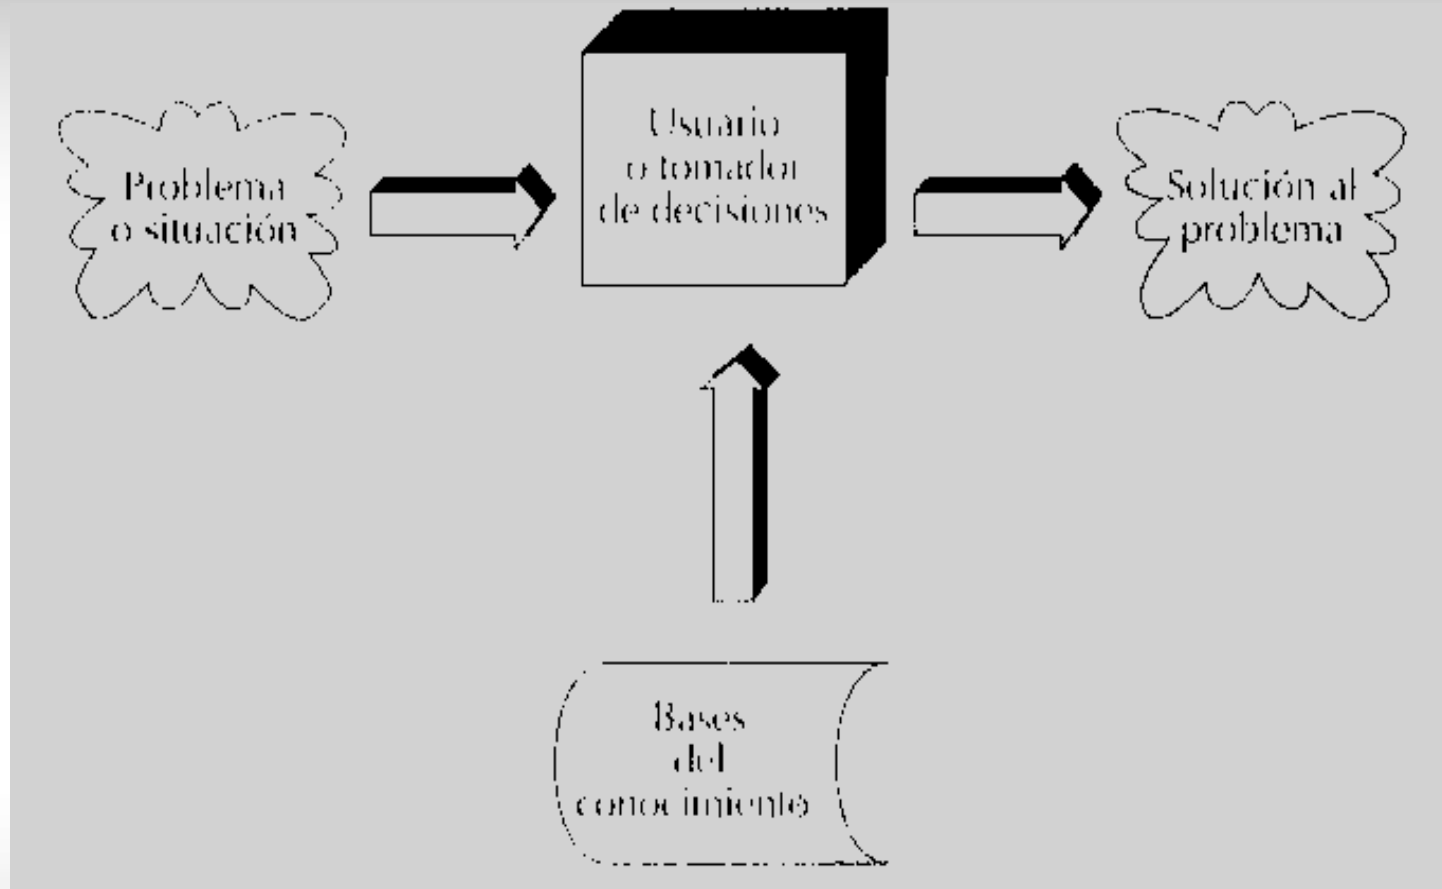 Problema
o situación
Usuario
o tomador
de decisiones
Solución al
problema
Bases
del
conocimiento